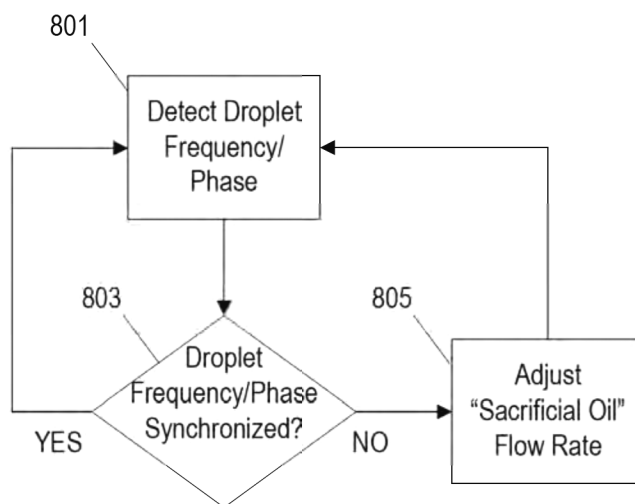 801
Detect Droplet
Frequency/
Phase
803
Droplet
Frequency/Phase
Synchronized?
YES
NO
805
Adjust
“Sacrificial Oil”
Flow Rate